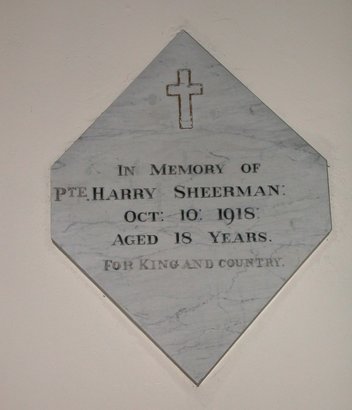 IN MEMORY OF
PTE. HARRY SHEERMAN.
OCT. 10. 1918.
AGED 18 YEARS.
FOR KING AND COUNTRY.